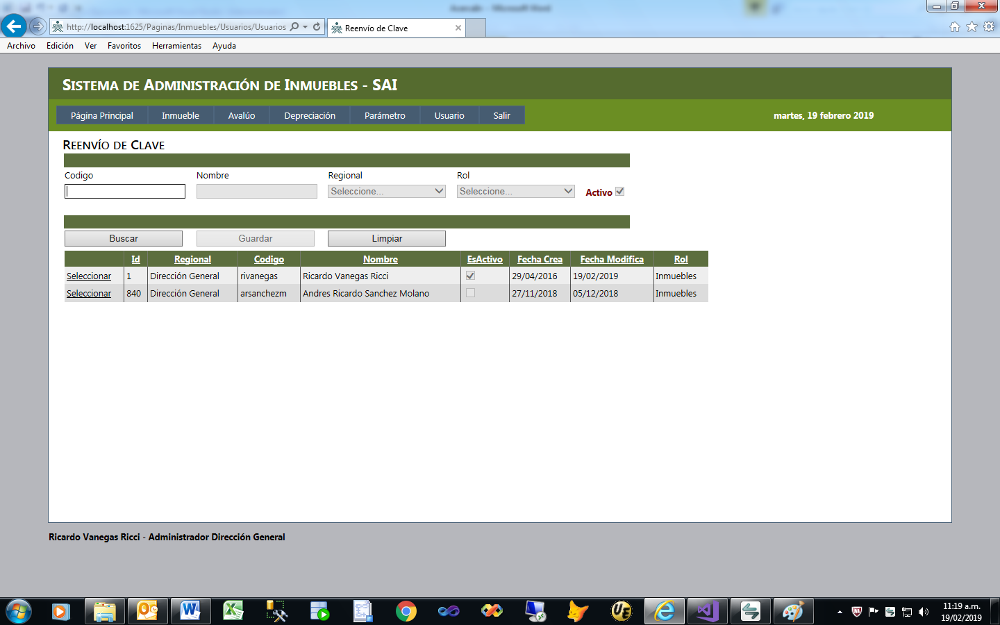 http://localhost:1625/Paginas/Inmuebles/Usuarios/Usuarios
Reenvío de Clave
Archivo Edición Ver Favoritos Herramientas Ayuda
SISTEMA DE ADMINISTRACIÓN DE INMUEBLES - SAI
Página Principal Inmueble Avalúo Depreciación Parámetro Usuario Salir martes, 19 febrero 2019
REENVÍO DE CLAVE
Codigo Nombre Regional Rol
Seleccione... Seleccione... Activo
Buscar Guardar Limpiar
Id Regional Codigo Nombre EsActivo Fecha Crea Fecha Modifica Rol
Seleccionar 1 Dirección General rivanegas Ricardo Vanegas Ricci 29/04/2016 19/02/2019 Inmuebles
Seleccionar 840 Dirección General arsanchezm Andres Ricardo Sanchez Molano 27/11/2018 05/12/2018 Inmuebles
Ricardo Vanegas Ricci - Administrador Dirección General
11:19 a.m.
19/02/2019